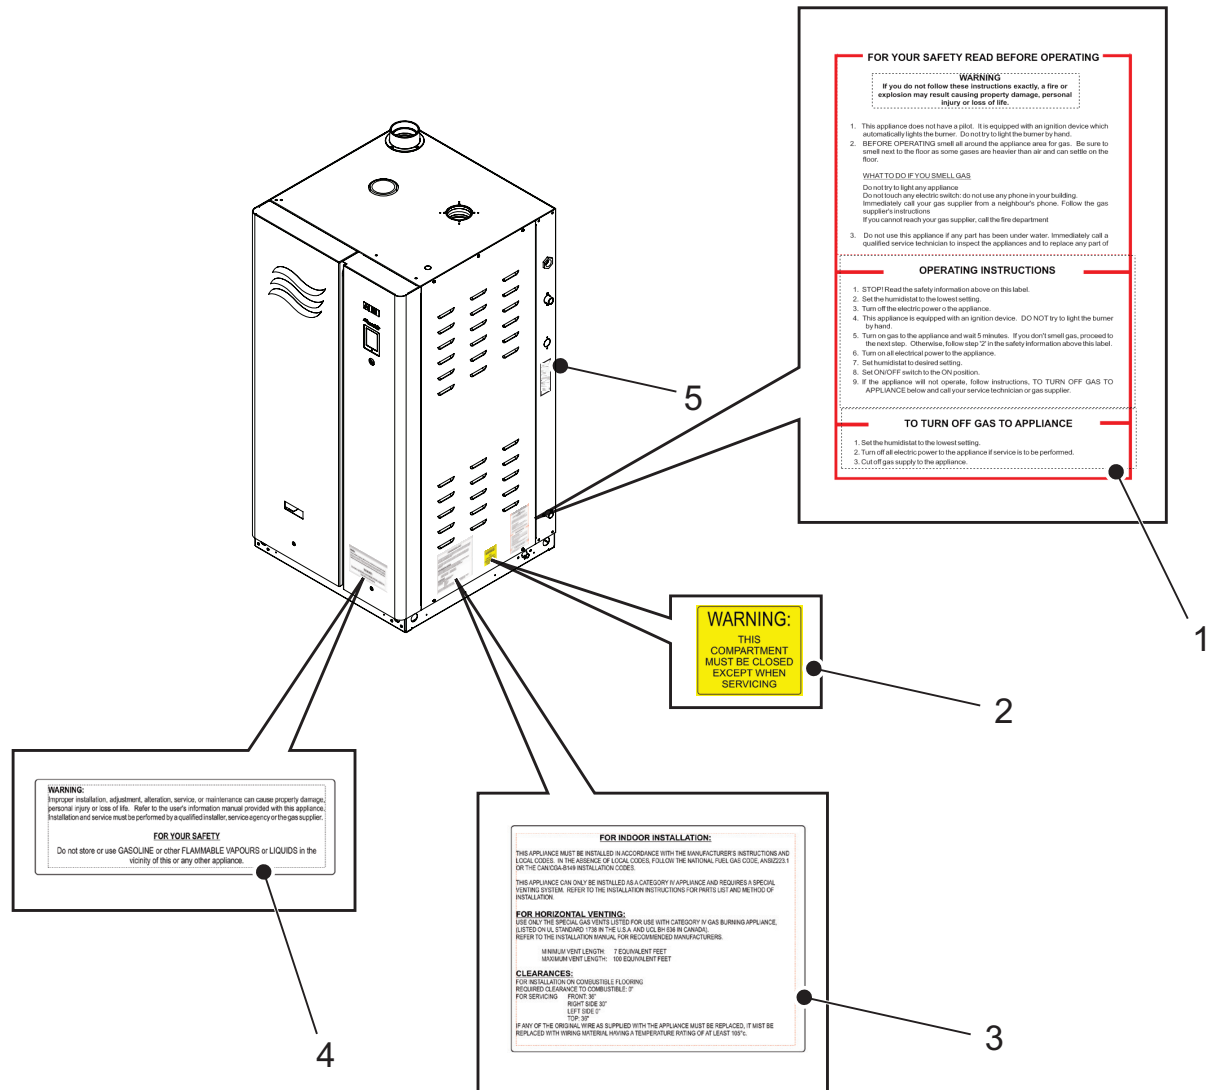 FOR YOUR SAFETY READ BEFORE OPERATING
WARNING
If you do not follow these instructions exactly, a fire or
explosion may result causing property damage, personal
injury or loss of life.
1. This appliance does not have a pilot. It is equipped with an ignition device which
automatically lights the burner. Do not try to light the burner by hand.
2. BEFORE OPERATING smell all around the appliance area for gas. Be sure to
smell next to the floor as some gases are heavier than air and can settle on the
floor.
WHAT TO DO IF YOU SMELL GAS
Do not try to light any appliance
Do not touch any electric switch: do not use any phone in your building.
Immediately call your gas supplier from a neighbour's phone. Follow the gas
supplier's instructions
If you cannot reach your gas supplier, call the fire department
3. Do not use this appliance if any part has been under water. Immediately call a
qualified service technician to inspect the appliances and to replace any part of
OPERATING INSTRUCTIONS
1. STOP! Read the safety information above on this label.
2. Set the humidistat to the lowest setting.
3. Turn off the electric power o the appliance.
4. This appliance is equipped with an ignition device. DO NOT try to light the burner
by hand.
5. Turn on gas to the appliance and wait 5 minutes. If you don't smell gas, proceed to
the next step. Otherwise, follow step '2' in the safety information above this label.
6. Turn on all electrical power to the appliance.
7. Set humidistat to desired setting.
8. Set ON/OFF switch to the ON position.
9. If the appliance will not operate, follow instructions, TO TURN OFF GAS TO
APPLIANCE below and call your service technician or gas supplier.
TO TURN OFF GAS TO APPLIANCE
1. Set the humidistat to the lowest setting.
2. Turn off all electric power to the appliance if service is to be performed.
3. Cut off gas supply to the appliance.
5
1
WARNING:
THIS
COMPARTMENT
MUST BE CLOSED
EXCEPT WHEN
SERVICING
2
WARNING:
Improper installation, adjustment, alteration, service, or maintenance can cause property damage,
personal injury or loss of life. Refer to the user's information manual provided with this appliance.
Installation and service must be performed by a qualified installer, service agency or the gas supplier.
FOR YOUR SAFETY
Do not store or use GASOLINE or other FLAMMABLE VAPOURS or LIQUIDS in the
vicinity of this or any other appliance.
4
FOR INDOOR INSTALLATION:
THIS APPLIANCE MUST BE INSTALLED IN ACCORDANCE WITH THE MANUFACTURER'S INSTRUCTIONS AND
LOCAL CODES. IN THE ABSENCE OF LOCAL CODES, FOLLOW THE NATIONAL FUEL GAS CODE, ANSIZ223.1
OR THE CAN/CGA-B149 INSTALLATION CODES.
THIS APPLIANCE CAN ONLY BE INSTALLED AS A CATEGORY IV APPLIANCE AND REQUIRES A SPECIAL
VENTING SYSTEM. REFER TO THE INSTALLATION INSTRUCTIONS FOR PARTS LIST AND METHOD OF
INSTALLATION.
FOR HORIZONTAL VENTING:
USE ONLY THE SPECIAL GAS VENTS LISTED FOR USE WITH CATEGORY IV GAS BURNING APPLIANCE,
(LISTED ON UL STANDARD 1738 IN THE U.S.A. AND UCL BH 636 IN CANADA).
REFER TO THE INSTALLATION MANUAL FOR RECOMMENDED MANUFACTURERS.
MINIMUM VENT LENGTH: 7 EQUIVALENT FEET
MAXIMUM VENT LENGTH: 100 EQUIVALENT FEET
CLEARANCES:
FOR INSTALLATION ON COMBUSTIBLE FLOORING
REQUIRED CLEARANCE TO COMBUSTIBLE: 0"
FOR SERVICING FRONT: 36"
RIGHT SIDE 30"
LEFT SIDE 0"
TOP: 36"
IF ANY OF THE ORIGINAL WIRE AS SUPPLIED WITH THE APPLIANCE MUST BE REPLACED, IT MIST BE
REPLACED WITH WIRING MATERIAL HAVING A TEMPERATURE RATING OF AT LEAST 105°c.
3